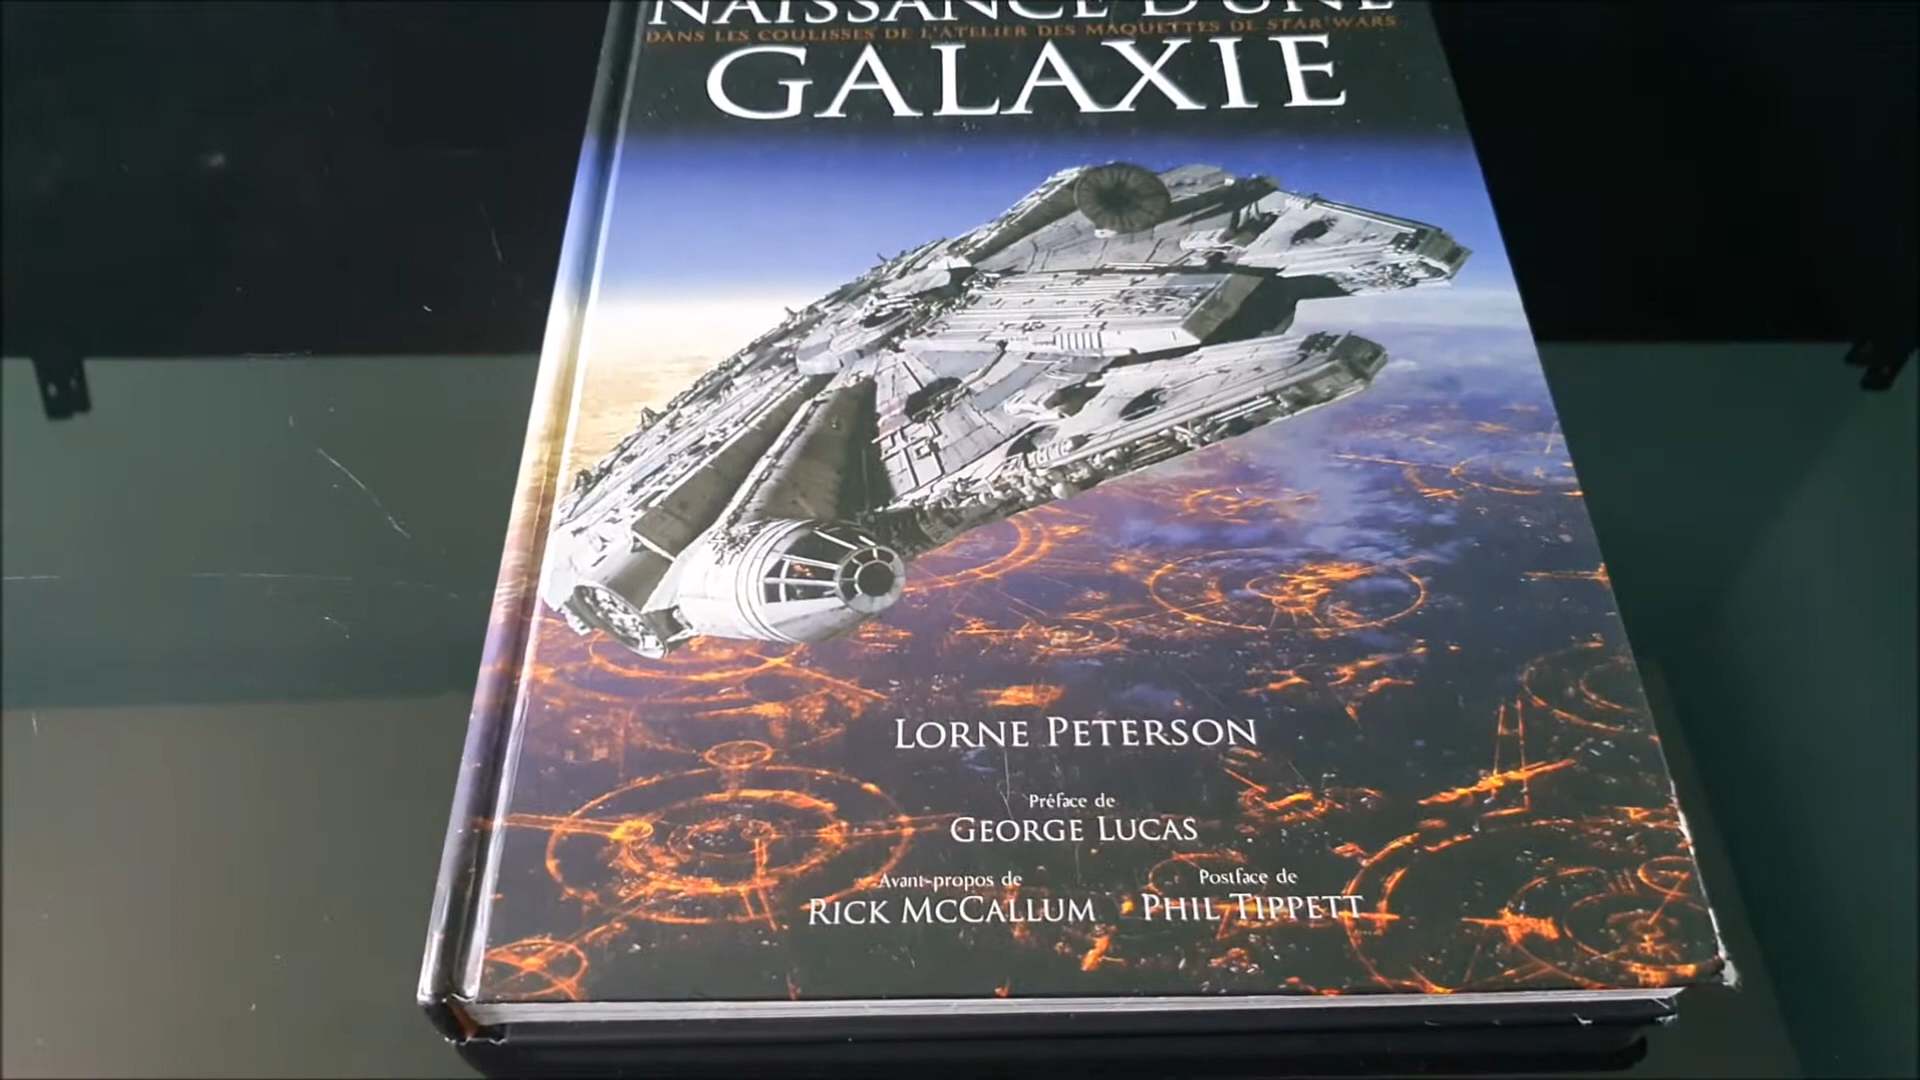 NAISSANCE D'UNE
DANS LES COULISSES DE L'ATELIER DES MAQUETTES DE STAR WARS
GALAXIE
LORNE PETERSON
Préface de
GEORGE LUCAS
Avant-propos de
RICK MCCALLUM
Postface de
PHIL TIPPETT